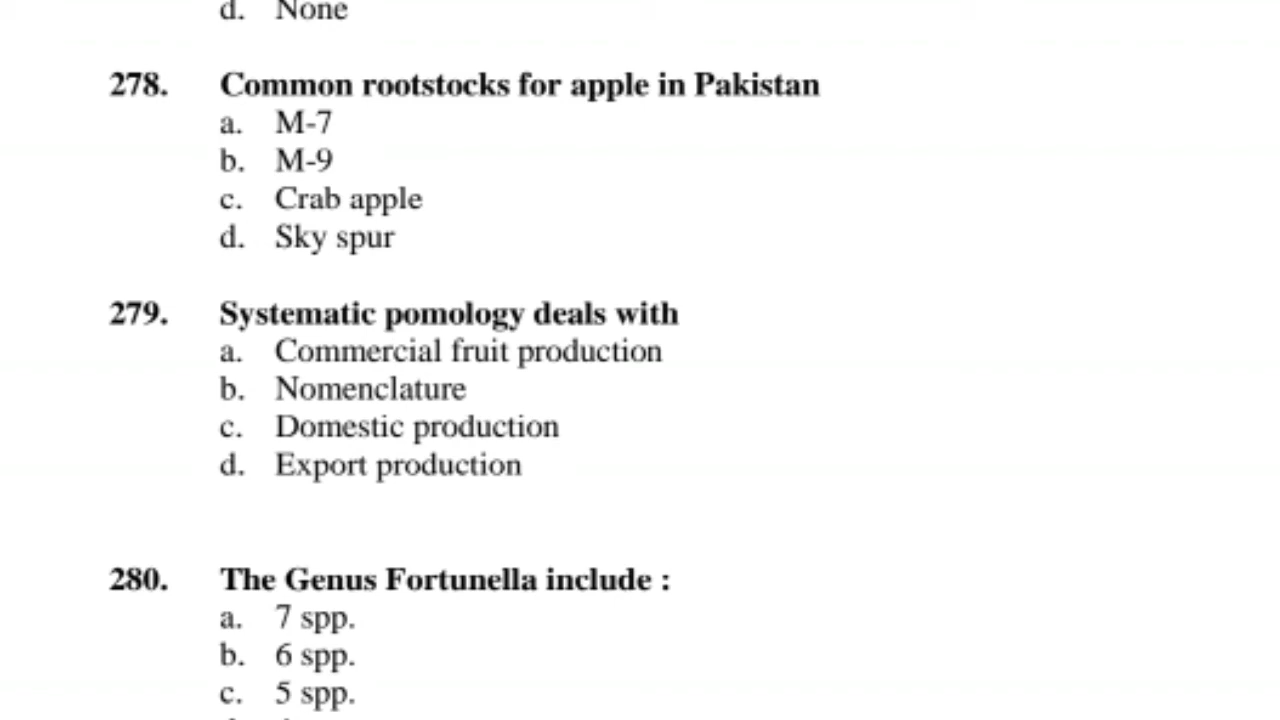 d. None
278. Common rootstocks for apple in Pakistan
a. M-7
b. M-9
c. Crab apple
d. Sky spur
279. Systematic pomology deals with
a. Commercial fruit production
b. Nomenclature
c. Domestic production
d. Export production
280. The Genus Fortunella include :
a. 7 spp.
b. 6 spp.
c. 5 spp.